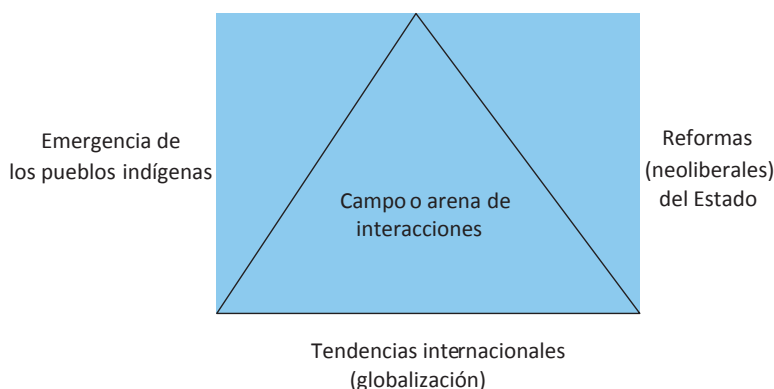 Emergencia de
los pueblos indígenas
Reformas
(neoliberales)
del Estado
Campo o arena de
interacciones
Tendencias internacionales
(globalización)